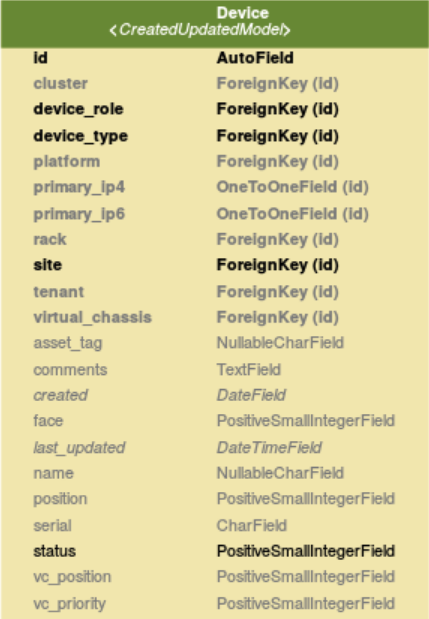 Device
<CreatedUpdatedModel>
id AutoField
cluster ForeignKey (id)
device_role ForeignKey (id)
device_type ForeignKey (id)
platform ForeignKey (id)
primary_ip4 OneToOneField (id)
primary_ip6 OneToOneField (id)
rack ForeignKey (id)
site ForeignKey (id)
tenant ForeignKey (id)
virtual_chassis ForeignKey (id)
asset_tag NullableCharField
comments TextField
created DateField
face PositiveSmallIntegerField
last_updated DateTimeField
name NullableCharField
position PositiveSmallIntegerField
serial CharField
status PositiveSmallIntegerField
vc_position PositiveSmallIntegerField
vc_priority PositiveSmallIntegerField